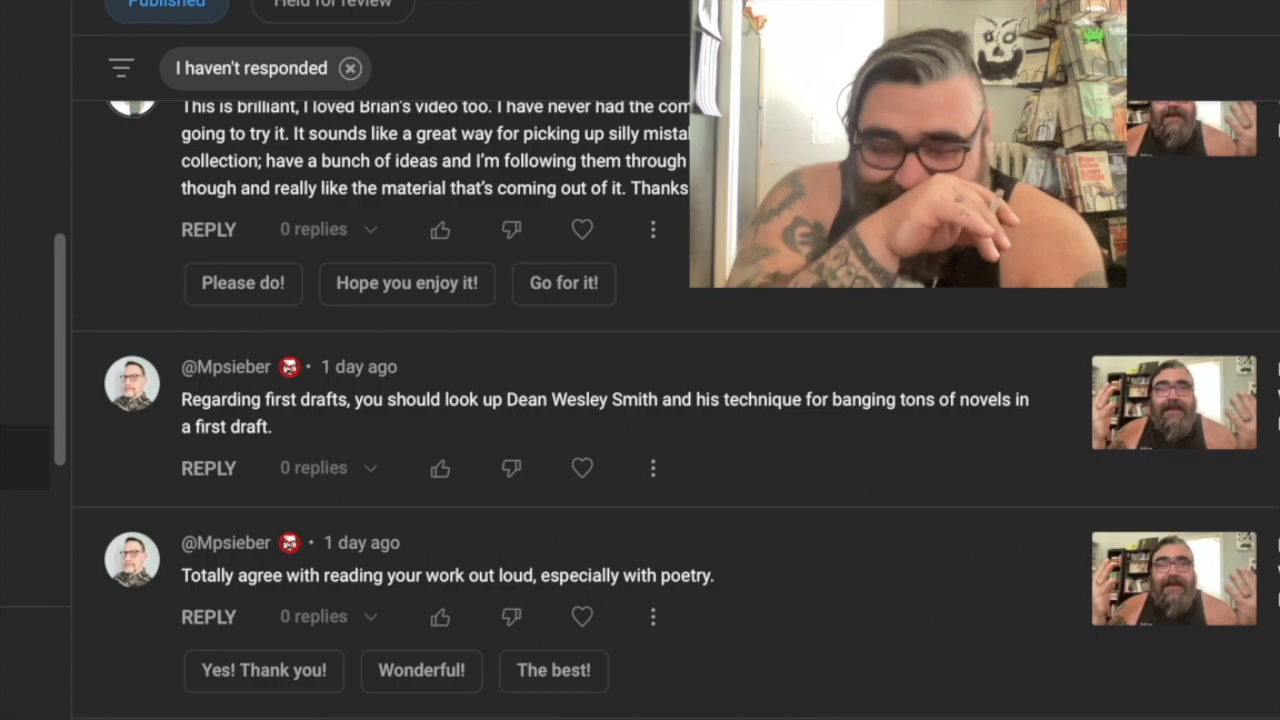 Published
Held for review
I haven't responded
This is brilliant, I loved Brian's video too. I have never had the com
going to try it. It sounds like a great way for picking up silly mista
collection; have a bunch of ideas and I'm following them through
though and really like the material that's coming out of it. Thanks
REPLY 0 replies
Please do! Hope you enjoy it! Go for it!
@Mpsieber • 1 day ago
Regarding first drafts, you should look up Dean Wesley Smith and his technique for banging tons of novels in
a first draft.
REPLY 0 replies
@Mpsieber • 1 day ago
Totally agree with reading your work out loud, especially with poetry.
REPLY 0 replies
Yes! Thank you! Wonderful! The best!